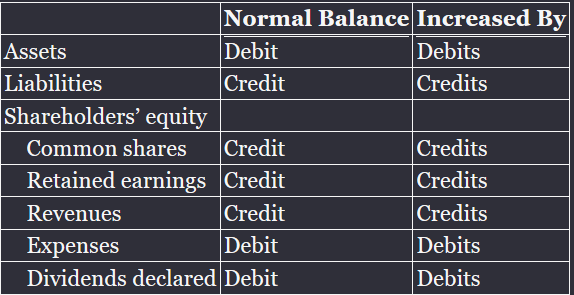 Normal Balance Increased By
Assets Debit Debits
Liabilities Credit Credits
Shareholders’ equity
Common shares Credit Credits
Retained earnings Credit Credits
Revenues Credit Credits
Expenses Debit Debits
Dividends declared Debit Debits